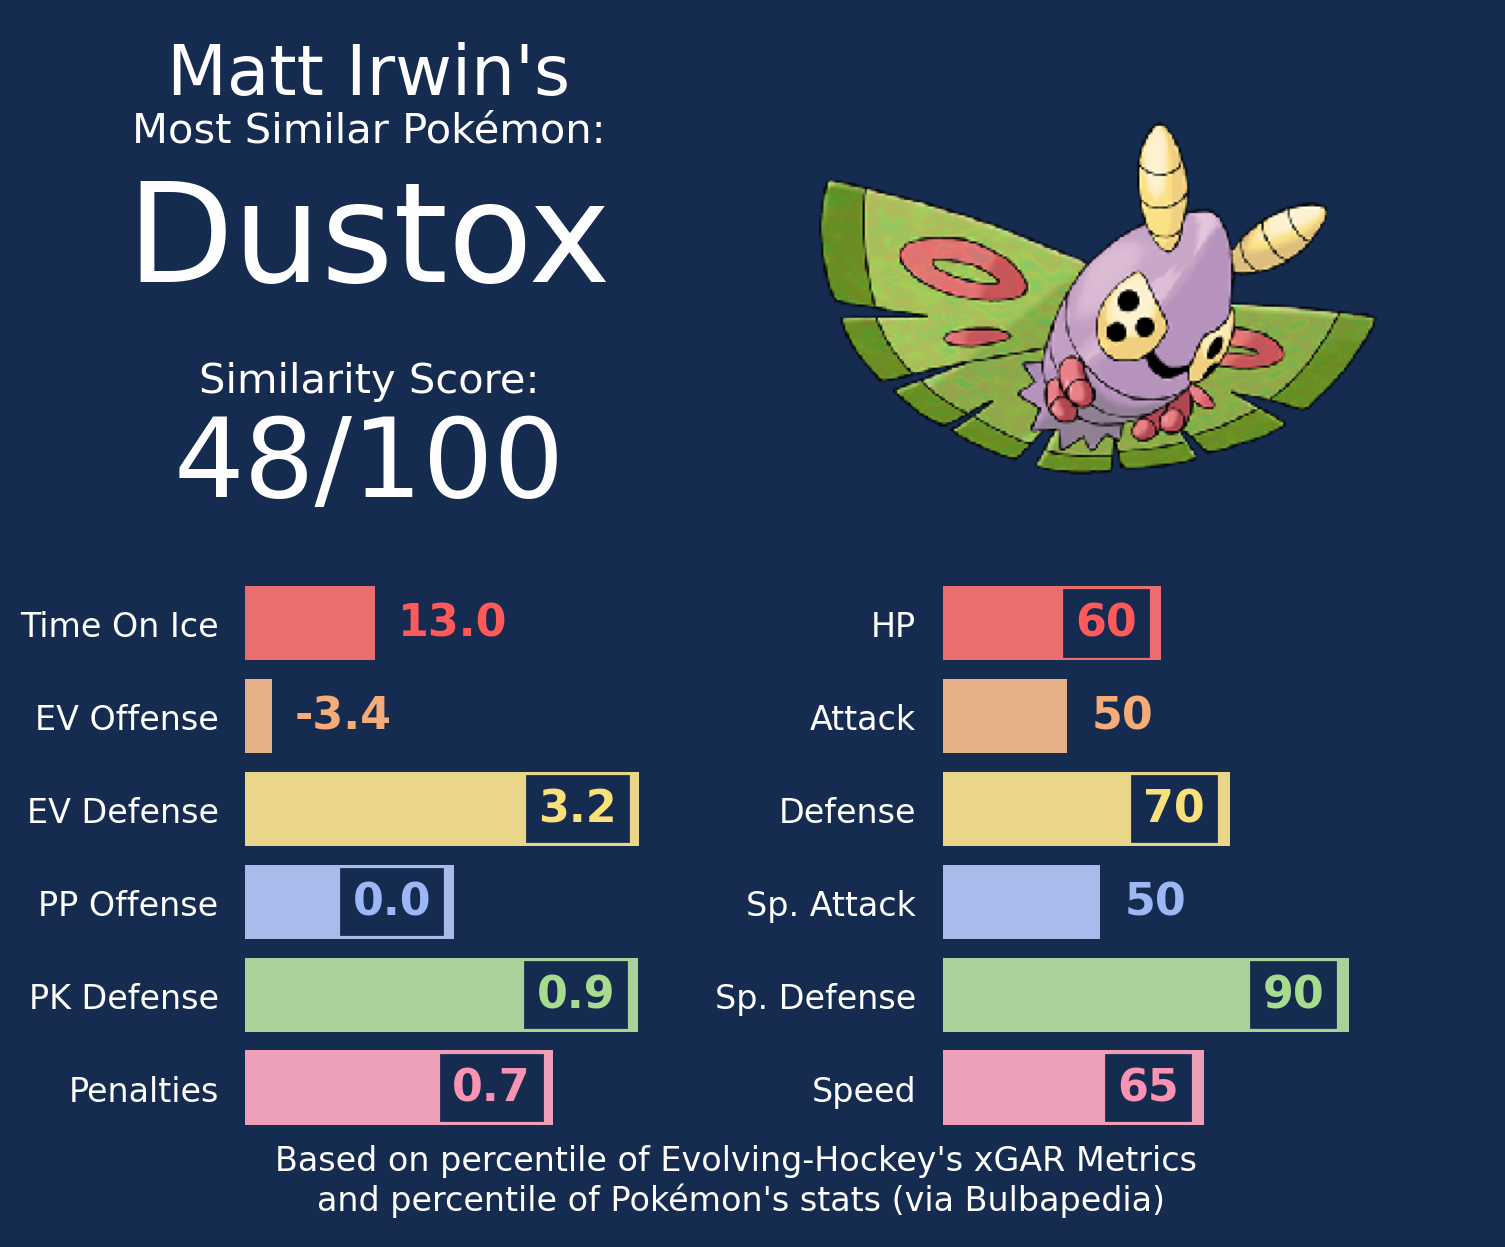 Matt Irwin's
Most Similar Pokémon:
Dustox
Similarity Score:
48/100
Time On Ice 13.0
EV Offense -3.4
EV Defense 3.2
PP Offense 0.0
PK Defense 0.9
Penalties 0.7
HP 60
Attack 50
Defense 70
Sp. Attack 50
Sp. Defense 90
Speed 65
Based on percentile of Evolving-Hockey's xGAR Metrics
and percentile of Pokémon's stats (via Bulbapedia)